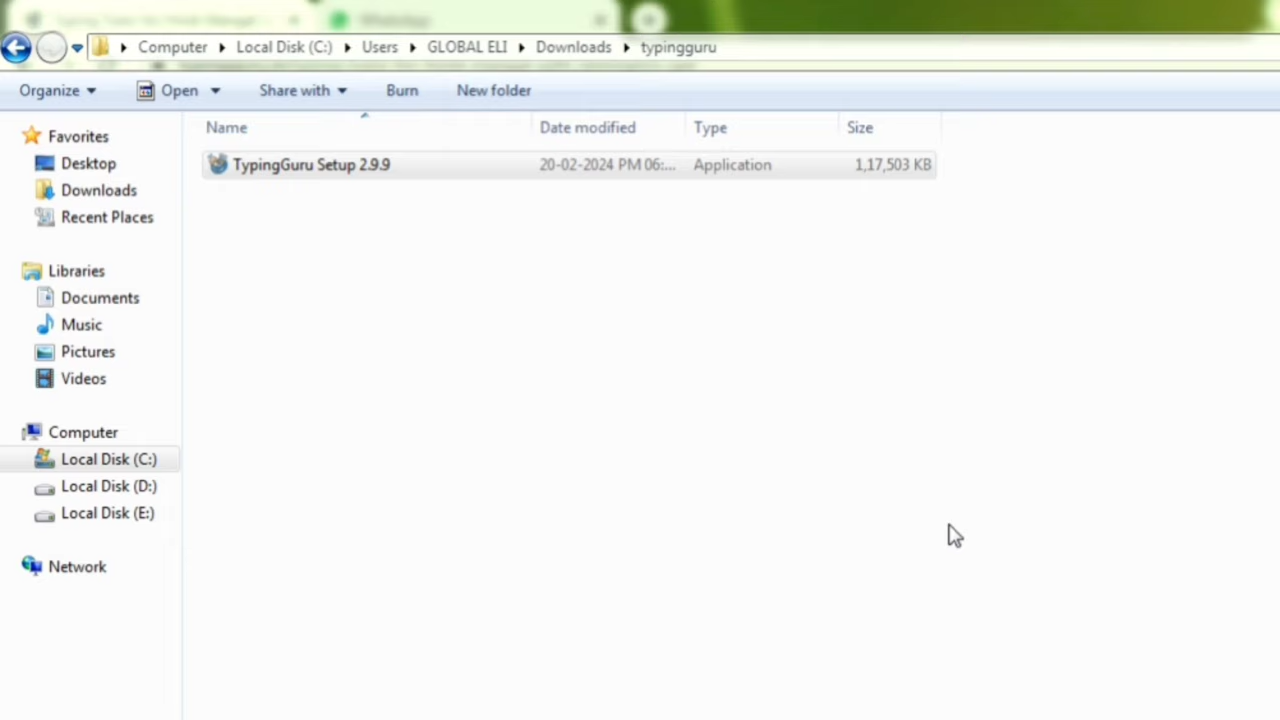 WhatsApp
Computer Local Disk (C:) Users GLOBAL ELI Downloads typingguru
Organize Open Share with Burn New folder
Name Date modified Type Size
TypingGuru Setup 2.9.9 20-02-2024 PM 06:... Application 1,17,503 KB
Favorites
Desktop
Downloads
Recent Places
Libraries
Documents
Music
Pictures
Videos
Computer
Local Disk (C:)
Local Disk (D:)
Local Disk (E:)
Network